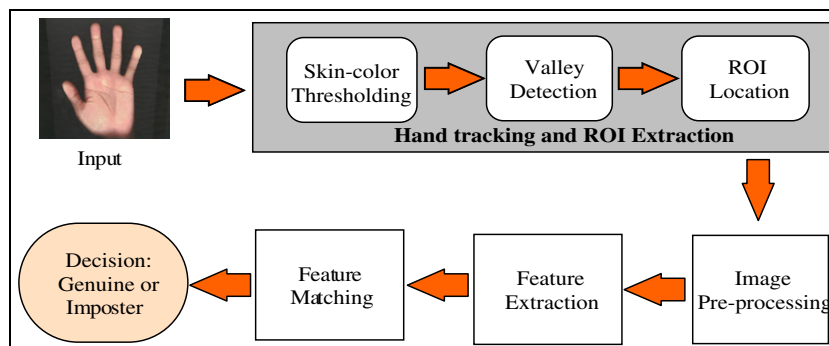 Input
Skin-color
Thresholding
Valley
Detection
ROI
Location
Hand tracking and ROI Extraction
Image
Pre-processing
Feature
Extraction
Feature
Matching
Decision:
Genuine or
Imposter